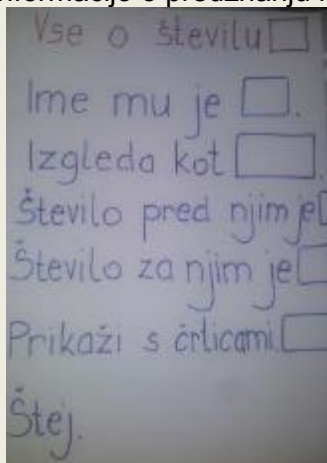 Vse o številu
Ime mu je .
Izgleda kot .
Število pred njim je
Število za njim je
Prikaži s črticami.
Štej.